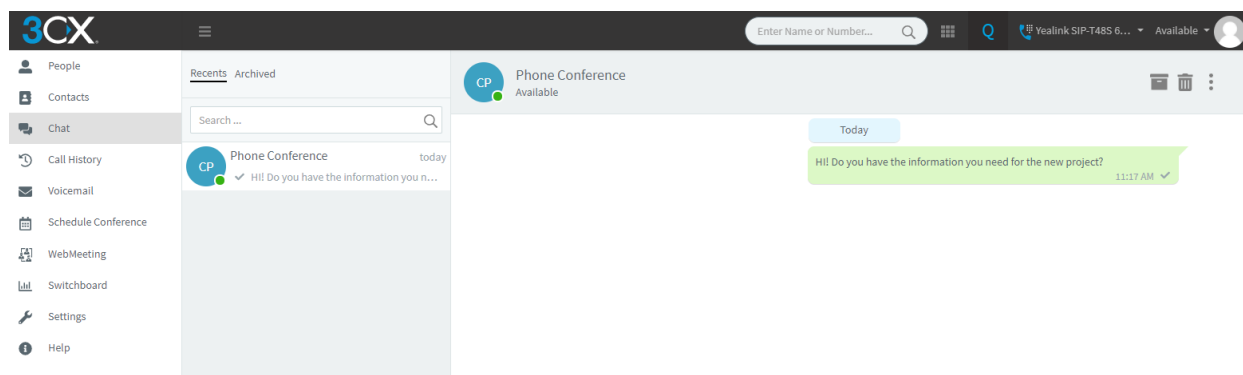 3CX
Enter Name or Number...
Q
Yealink SIP-T48S 6...
Available
People
Contacts
Chat
Call History
Voicemail
Schedule Conference
WebMeeting
Switchboard
Settings
Help
Recents Archived
Search ...
CP
Phone Conference
today
HI! Do you have the information you n...
CP
Phone Conference
Available
Today
HI! Do you have the information you need for the new project?
11:17 AM